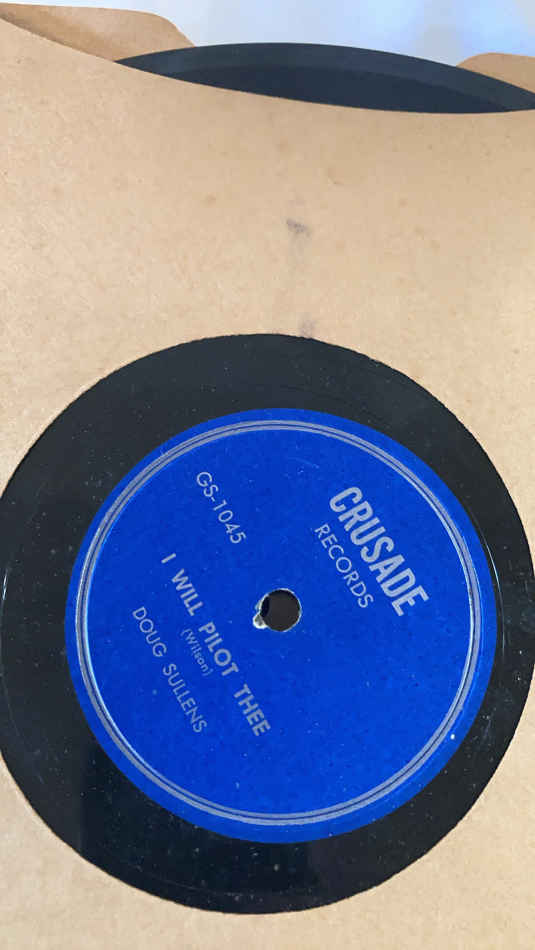 CRUSADE
RECORDS
GS-1045
I WILL PILOT THEE
(Wilson)
DOUG SULLENS